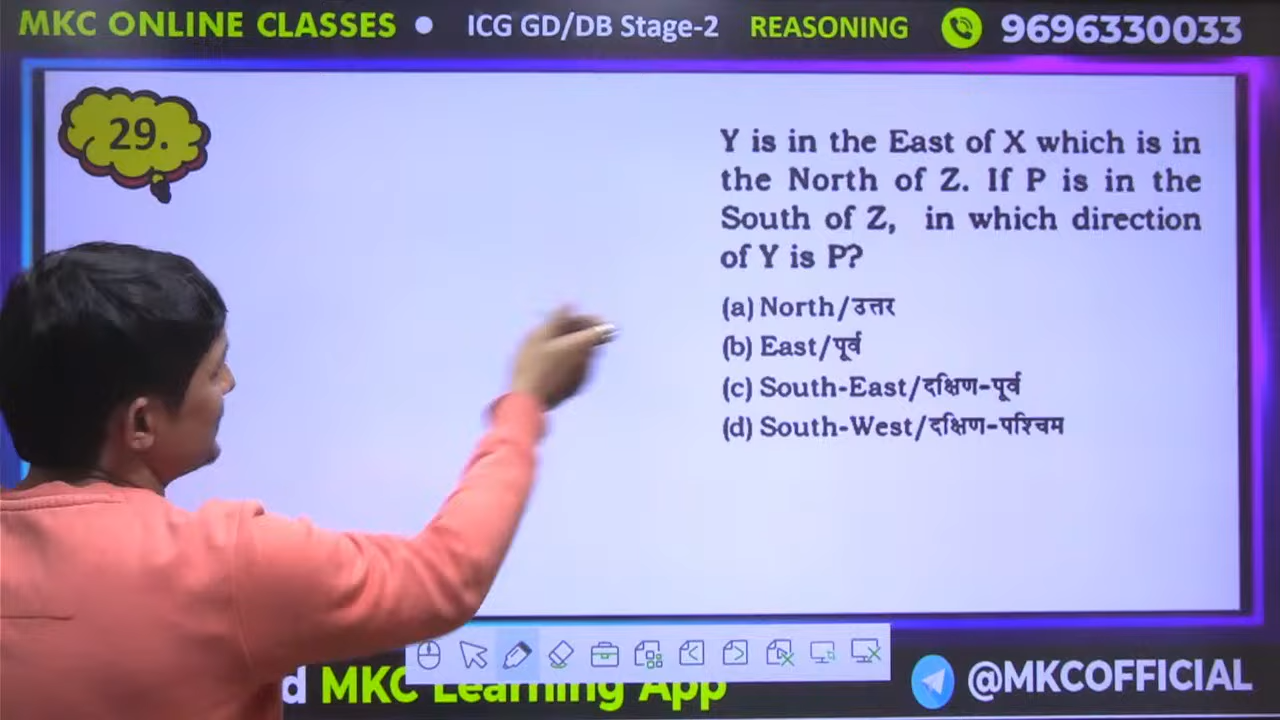 MKC ONLINE CLASSES ● ICG GD/DB Stage-2 REASONING 9696330033
29.
Y is in the East of X which is in
the North of Z. If P is in the
South of Z, in which direction
of Y is P?
(a) North/उत्तर
(b) East/पूर्व
(c) South-East/दक्षिण-पूर्व
(d) South-West/दक्षिण-पश्चिम
MKC Learning App
@MKCOFFICIAL